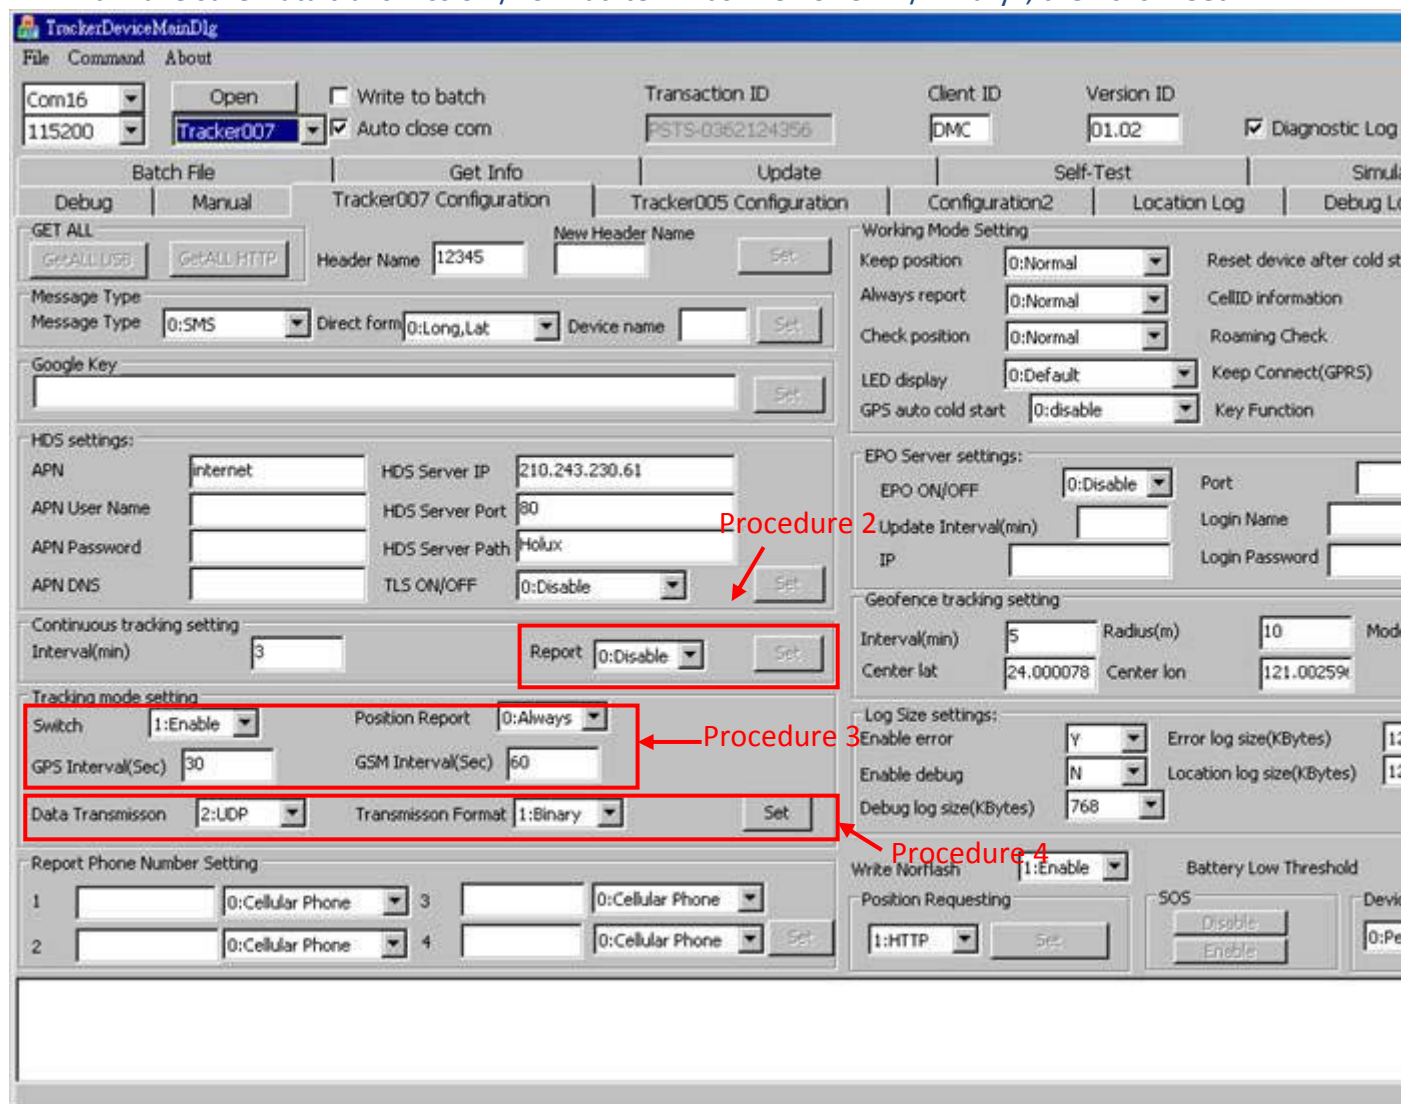 TrackerDeviceMainDlg
File Command About
Com16 Open Write to batch Transaction ID Client ID Version ID
115200 Tracker007 Auto close com PSTS-0362124356 DMC 01.02 Diagnostic Log
Batch File Get Info Update Self-Test Simula
Debug Manual Tracker007 Configuration Tracker005 Configuration Configuration2 Location Log Debug Lo
GET ALL
GetALL USB GetALL HTTP Header Name 12345 New Header Name Set
Message Type
Message Type 0:SMS Direct form 0:Long,Lat Device name Set
Google Key
Set
HDS settings:
APN internet HDS Server IP 210.243.230.61
APN User Name HDS Server Port 80
APN Password HDS Server Path Holux
APN DNS TLS ON/OFF 0:Disable Set
Procedure 2
Continuous tracking setting
Interval(min) 3 Report 0:Disable Set
Tracking mode setting
Switch 1:Enable Position Report 0:Always
GPS Interval(Sec) 30 GSM Interval(Sec) 60
Procedure 3
Data Transmisson 2:UDP Transmisson Format 1:Binary Set
Procedure 4
Report Phone Number Setting
1 0:Cellular Phone 3 0:Cellular Phone
2 0:Cellular Phone 4 0:Cellular Phone Set
Working Mode Setting
Keep position 0:Normal Reset device after cold st
Always report 0:Normal CellID information
Check position 0:Normal Roaming Check
LED display 0:Default Keep Connect(GPRS)
GPS auto cold start 0:disable Key Function
EPO Server settings:
EPO ON/OFF 0:Disable Port
Update Interval(min) Login Name
IP Login Password
Geofence tracking setting
Interval(min) 5 Radius(m) 10 Mode
Center lat 24.000078 Center lon 121.00259
Log Size settings:
Enable error Y Error log size(KBytes) 12
Enable debug N Location log size(KBytes) 12
Debug log size(KBytes) 768
Write Norflash 1:Enable Battery Low Threshold
Position Requesting SOS Devic
1:HTTP Set Disable 0:Pe
Enable